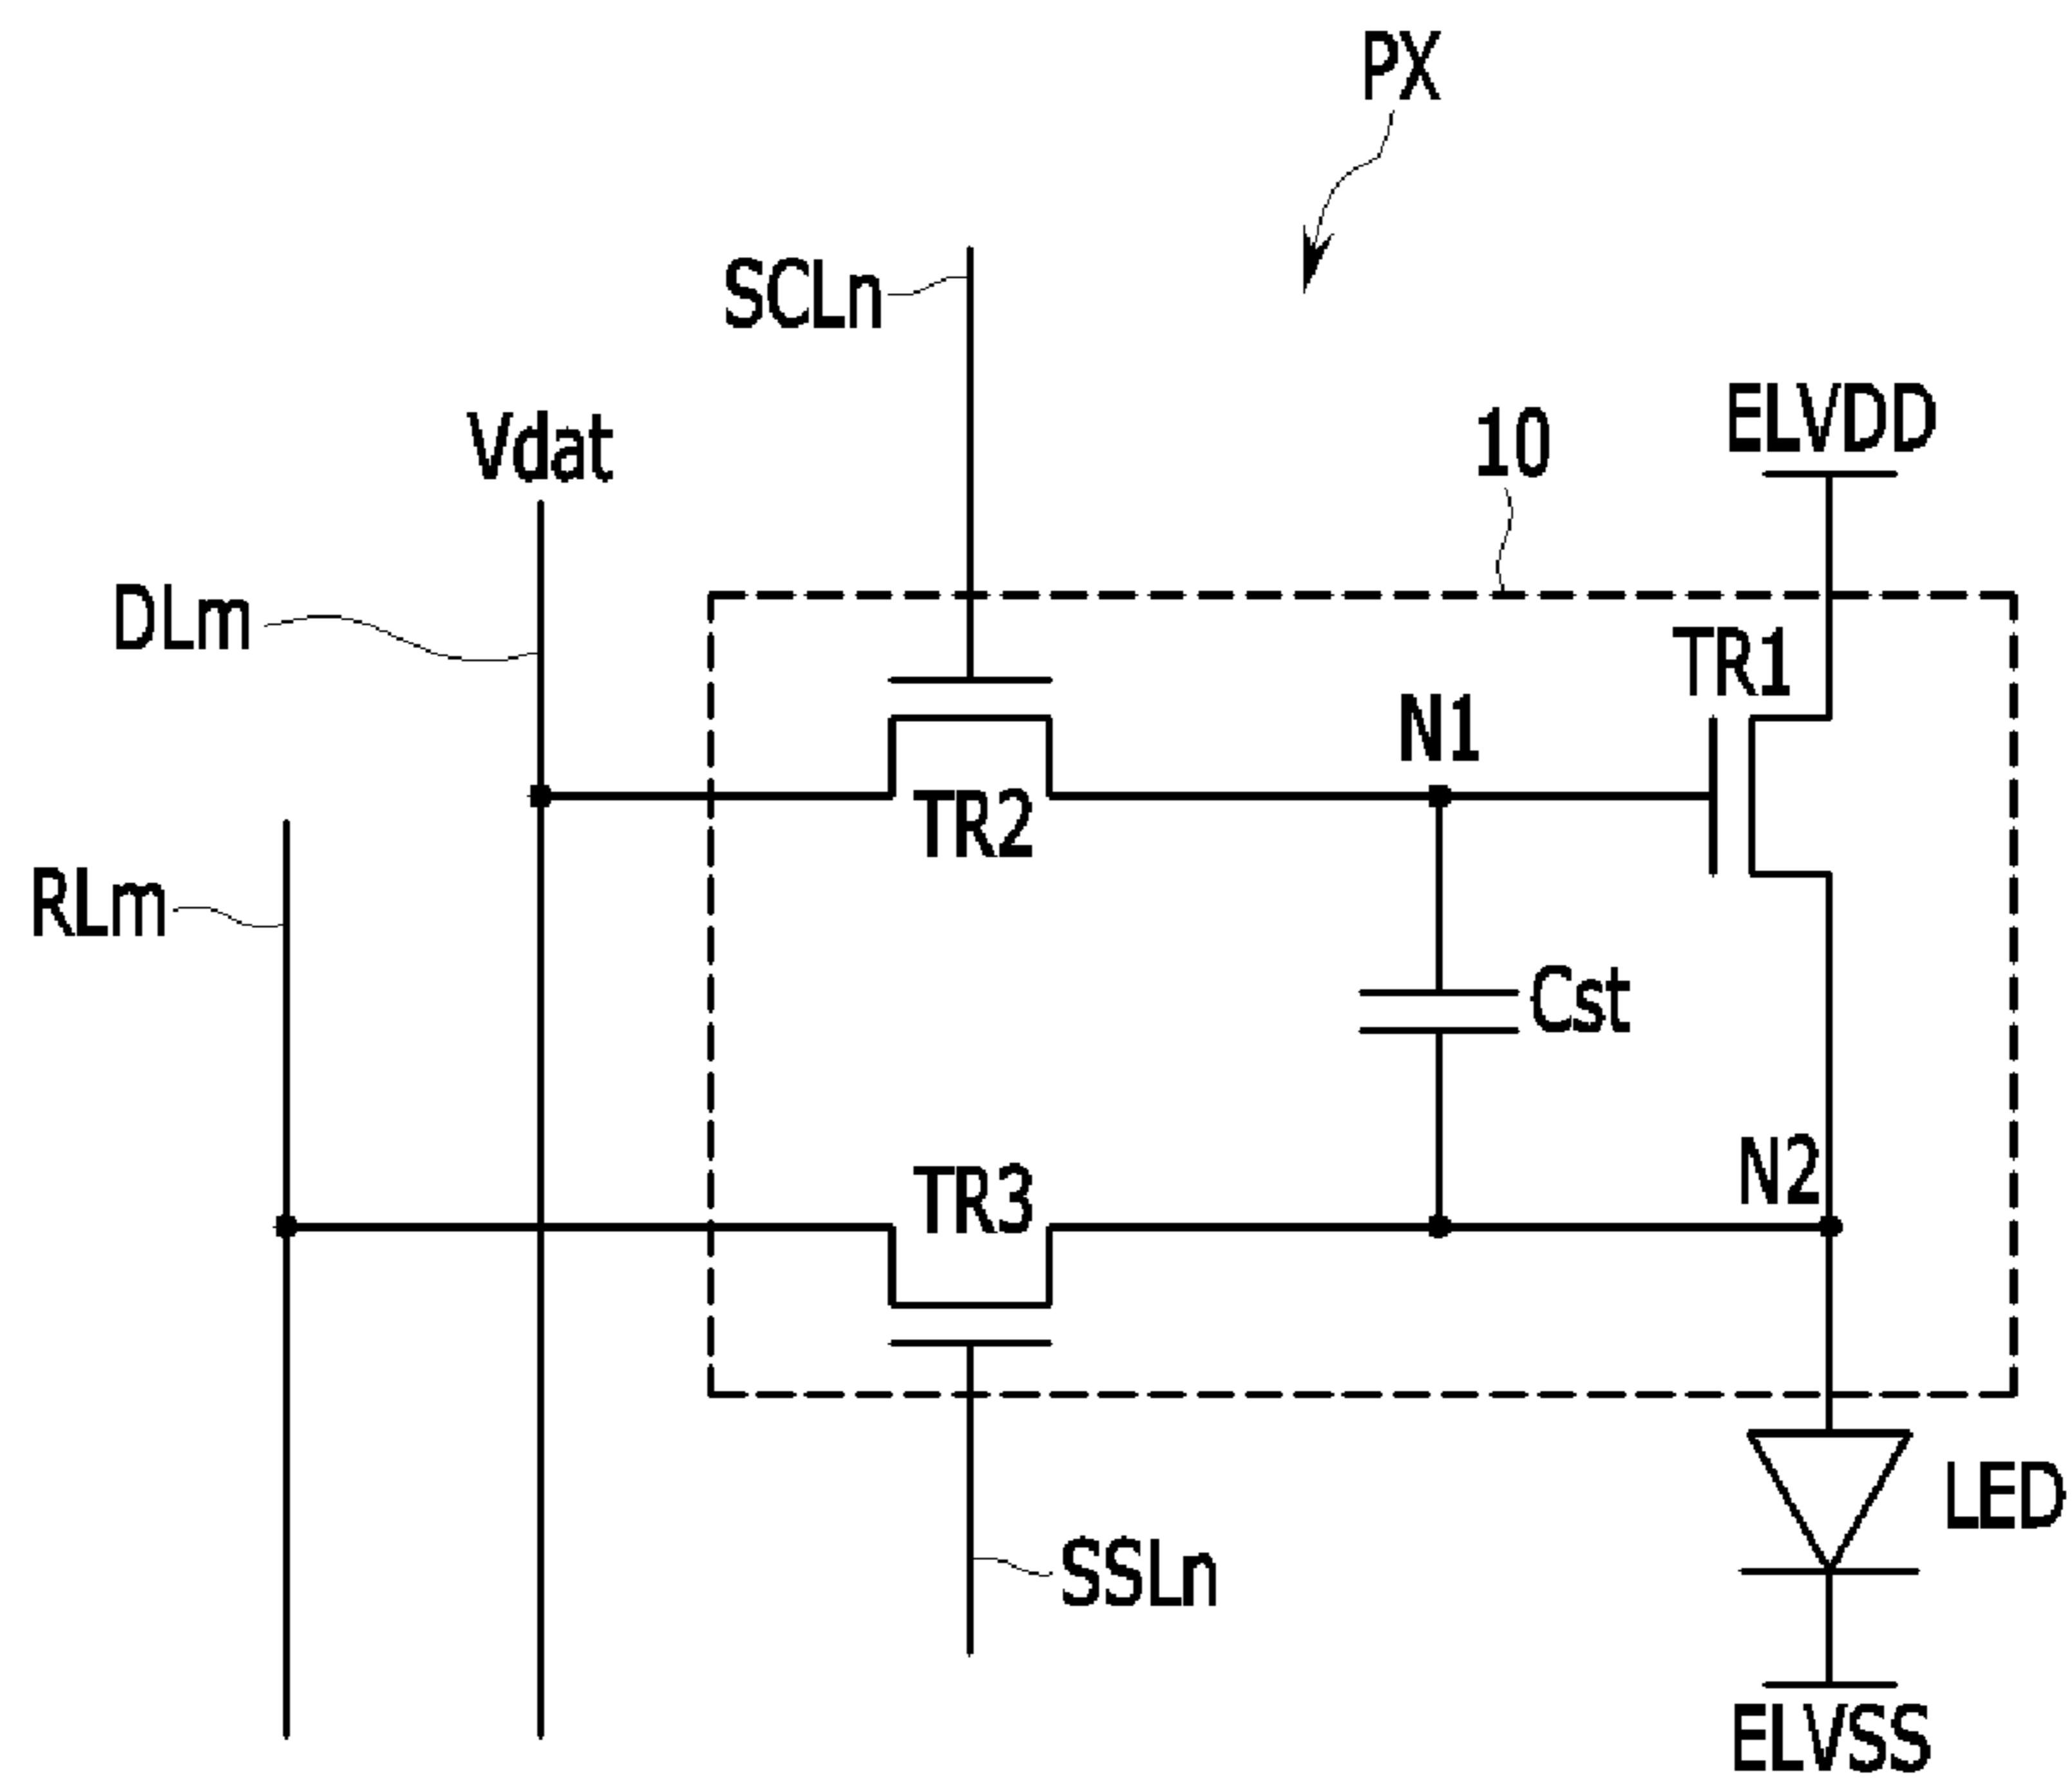 PX
SCLn
ELVDD
10
Vdat
DLm
TR1
N1
TR2
RLm
Cst
N2
TR3
LED
SSLn
ELVSS